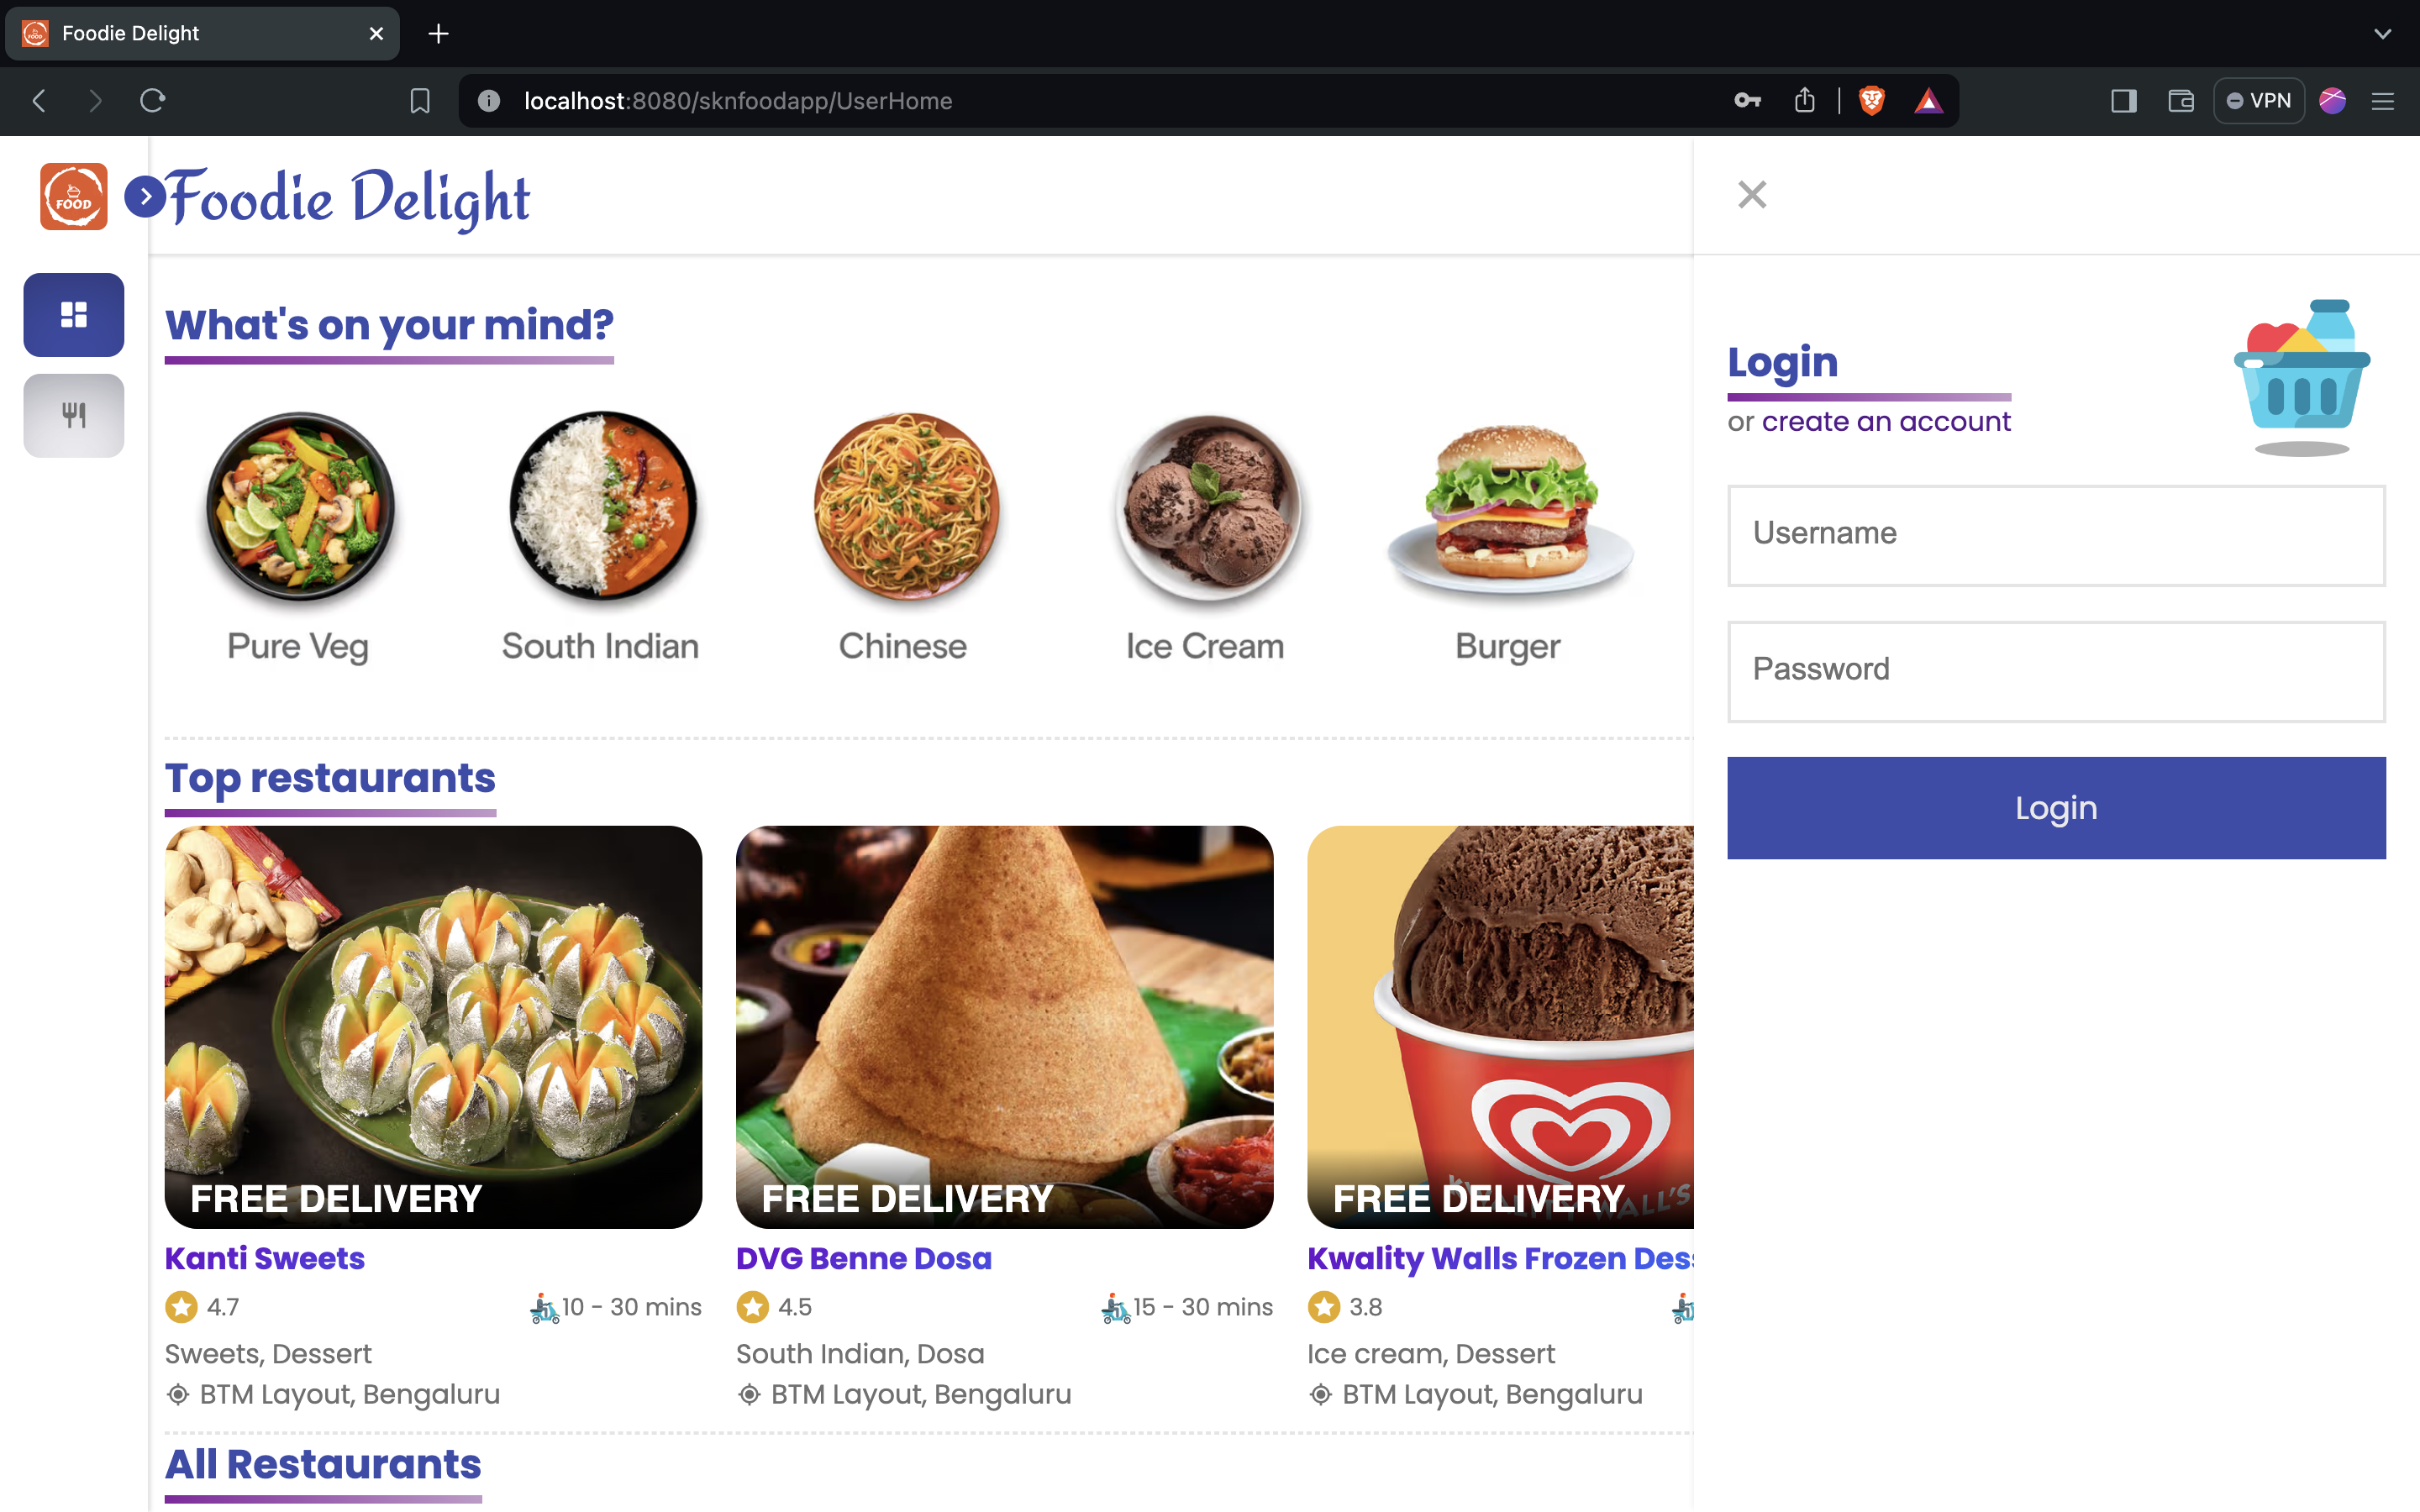 Foodie Delight
localhost:8080/sknfoodapp/UserHome
VPN
FOOD
Foodie Delight
What's on your mind?
Pure Veg
South Indian
Chinese
Ice Cream
Burger
Top restaurants
FREE DELIVERY
FREE DELIVERY
FREE DELIVERY
Kanti Sweets
DVG Benne Dosa
Kwality Walls Frozen Dess
4.7
10 - 30 mins
4.5
15 - 30 mins
3.8
Sweets, Dessert
South Indian, Dosa
Ice cream, Dessert
BTM Layout, Bengaluru
BTM Layout, Bengaluru
BTM Layout, Bengaluru
All Restaurants
Login
or create an account
Username
Password
Login